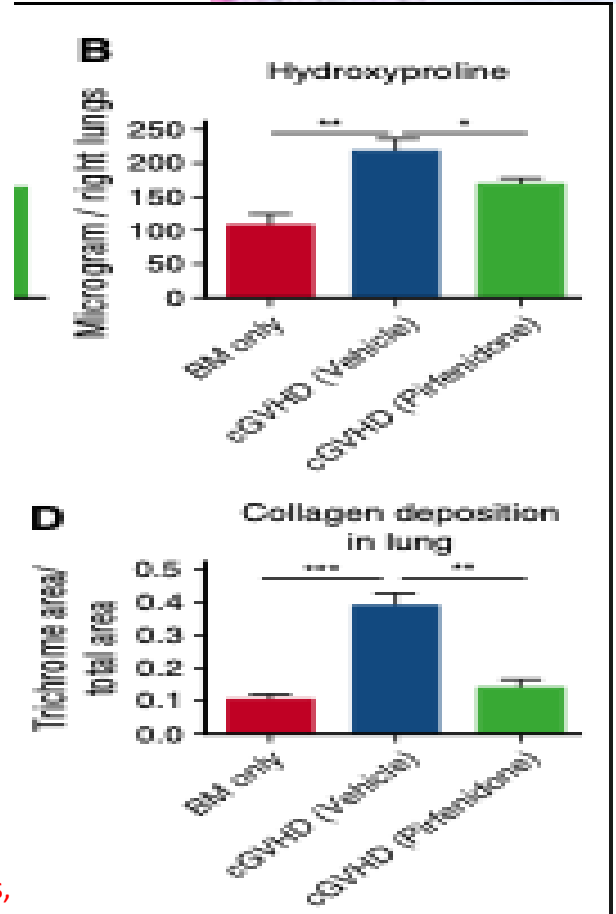 B
Hydroxyproline
Microgram / right lungs
250
200
150
100
50
0
**
*
BM only
cGVHD (Vehicle)
cGVHD (Pirfenidone)
D
Collagen deposition
in lung
Trichrome area/
total area
0.5
0.4
0.3
0.2
0.1
0.0
***
**
BM only
cGVHD (Vehicle)
cGVHD (Pirfenidone)
s,